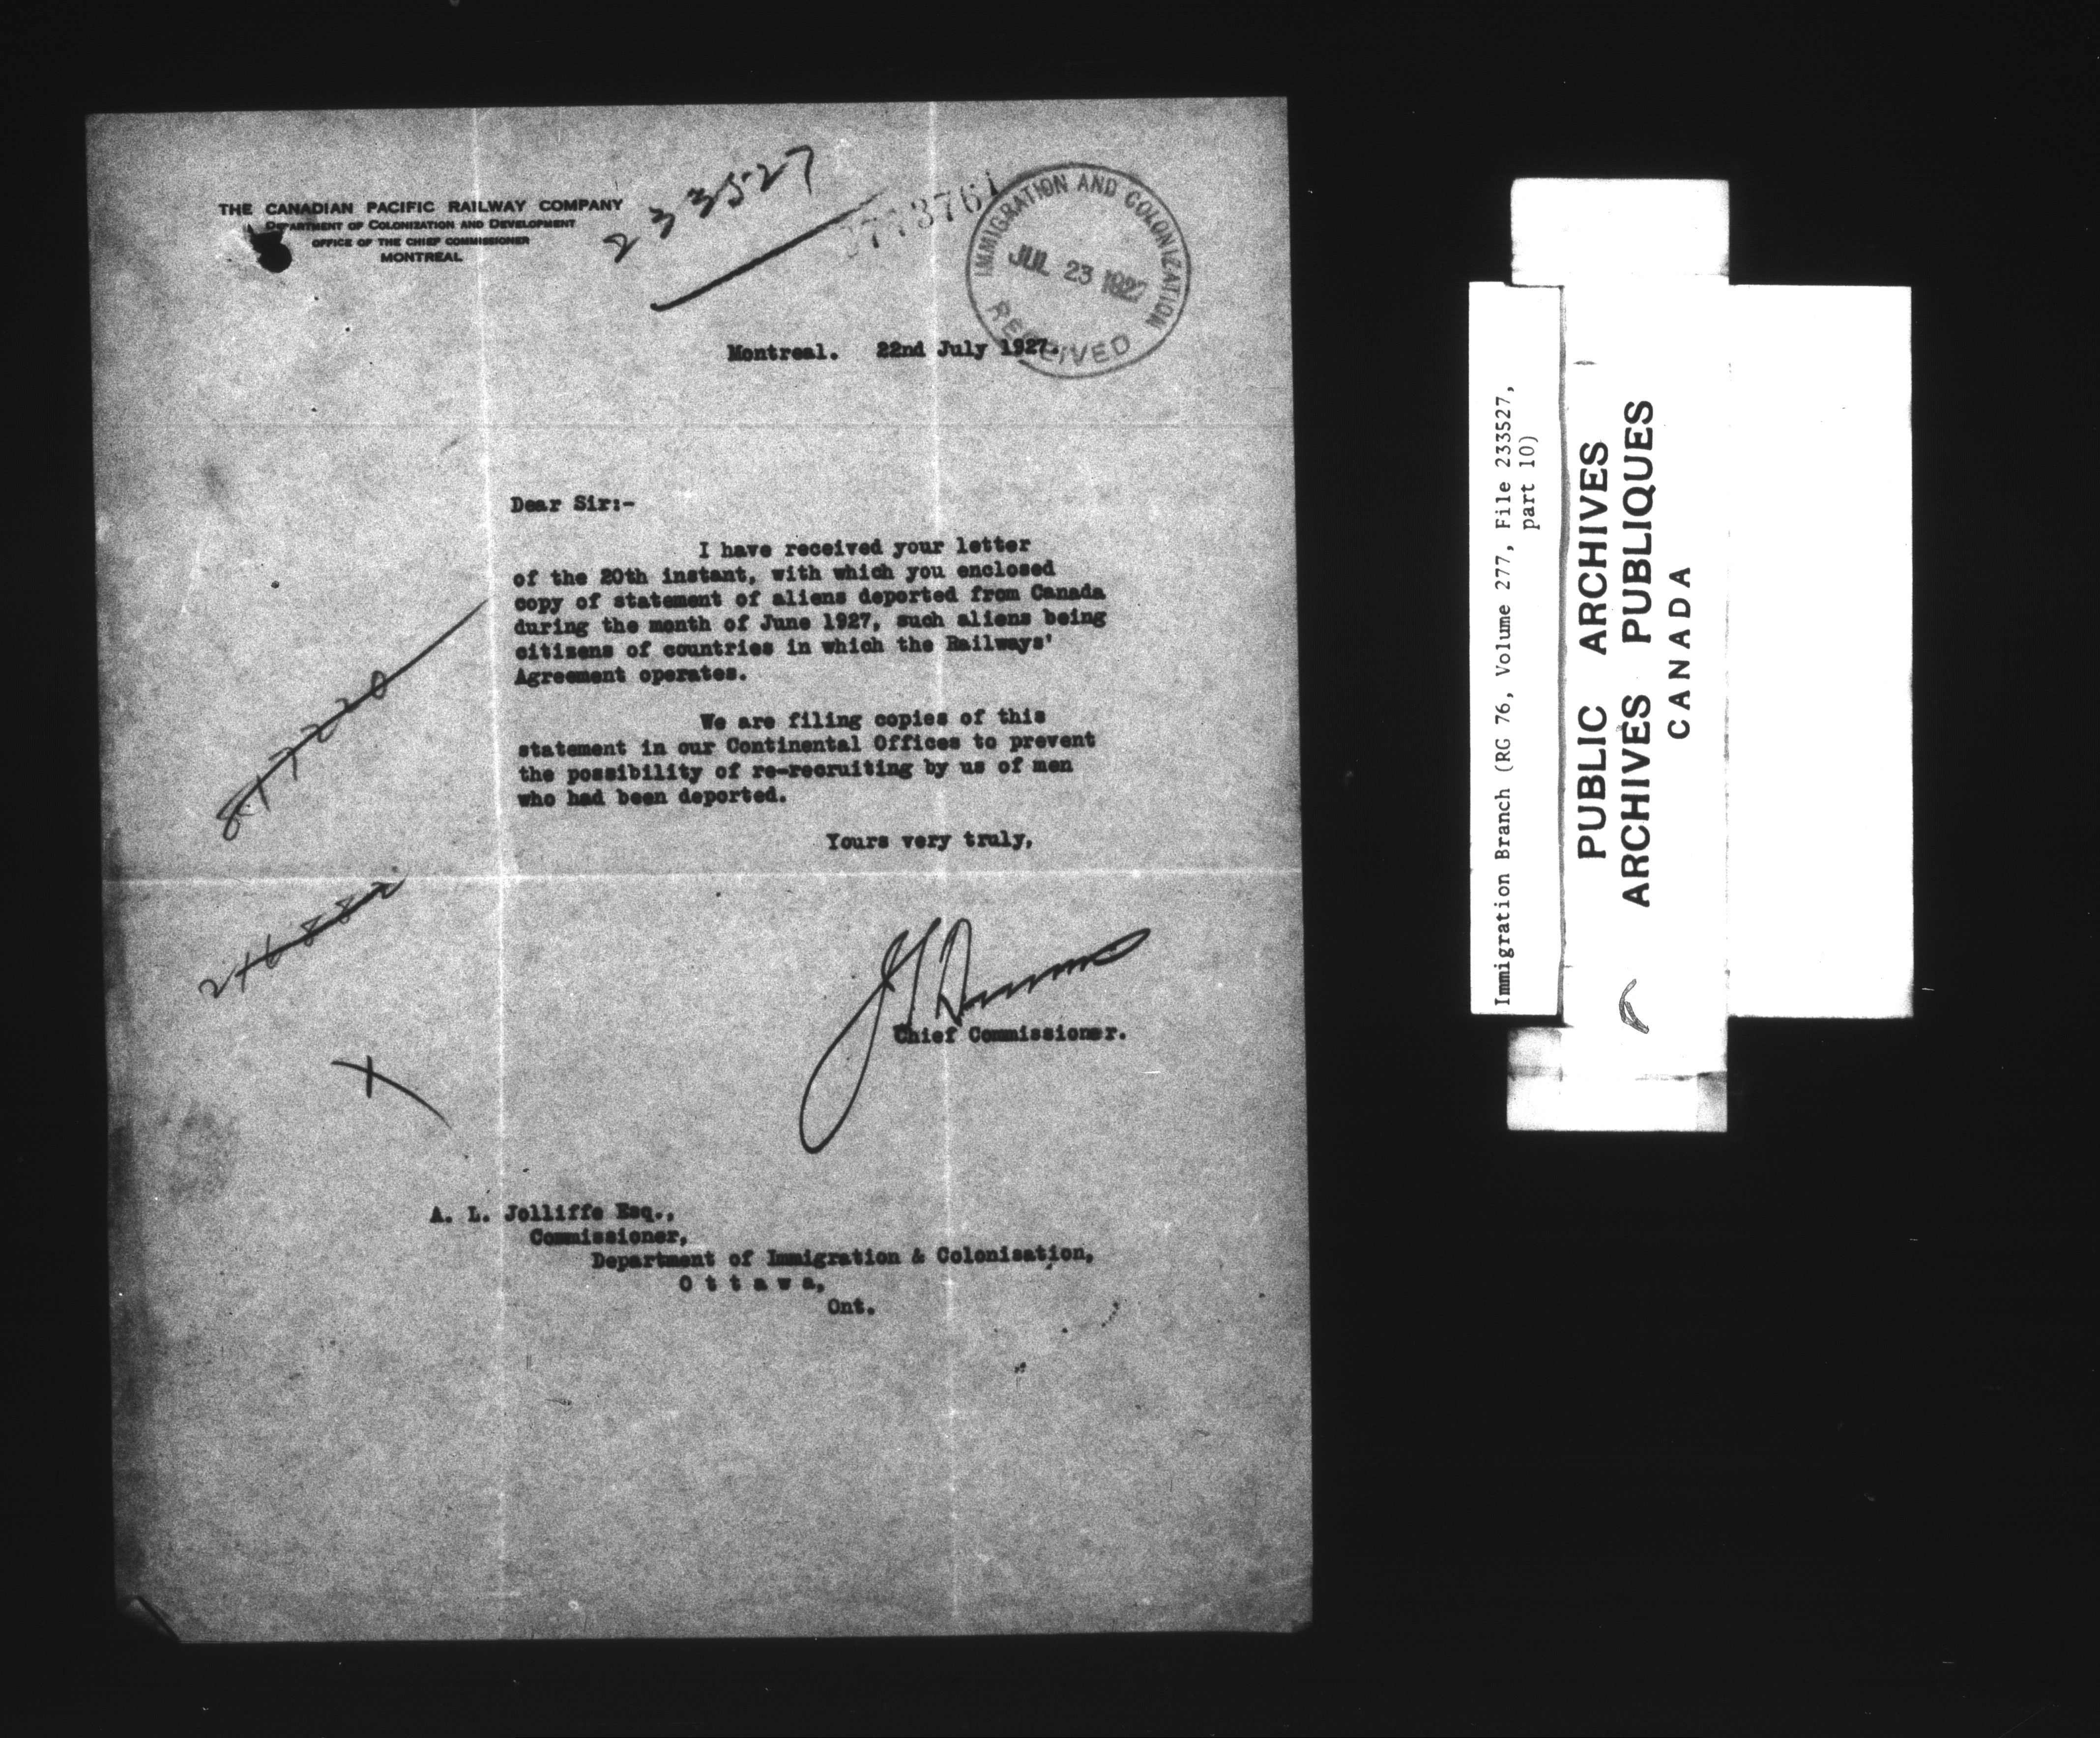 THE CANADIAN PACIFIC RAILWAY COMPANY
DEPARTMENT OF COLONIZATION AND DEVELOPMENT
OFFICE OF THE CHIEF COMMISSIONER
MONTREAL
233527
773761
IMMIGRATION AND COLONIZATION
JUL 23 1927
RECEIVED
Montreal. 22nd July 1927.
Dear Sir:-
I have received your letter
of the 20th instant, with which you enclosed
copy of statement of aliens deported from Canada
during the month of June 1927, such aliens being
citizens of countries in which the Railways'
Agreement operates.
We are filing copies of this
statement in our Continental Offices to prevent
the possibility of re-recruiting by us of men
who had been deported.
Yours very truly,
Chief Commissioner.
A. L. Jolliffe Esq.,
Commissioner,
Department of Immigration & Colonisation,
O t t a w a,
Ont.
Immigration Branch (RG 76, Volume 277, File 233527,
part 10)
PUBLIC ARCHIVES
ARCHIVES PUBLIQUES
CANADA